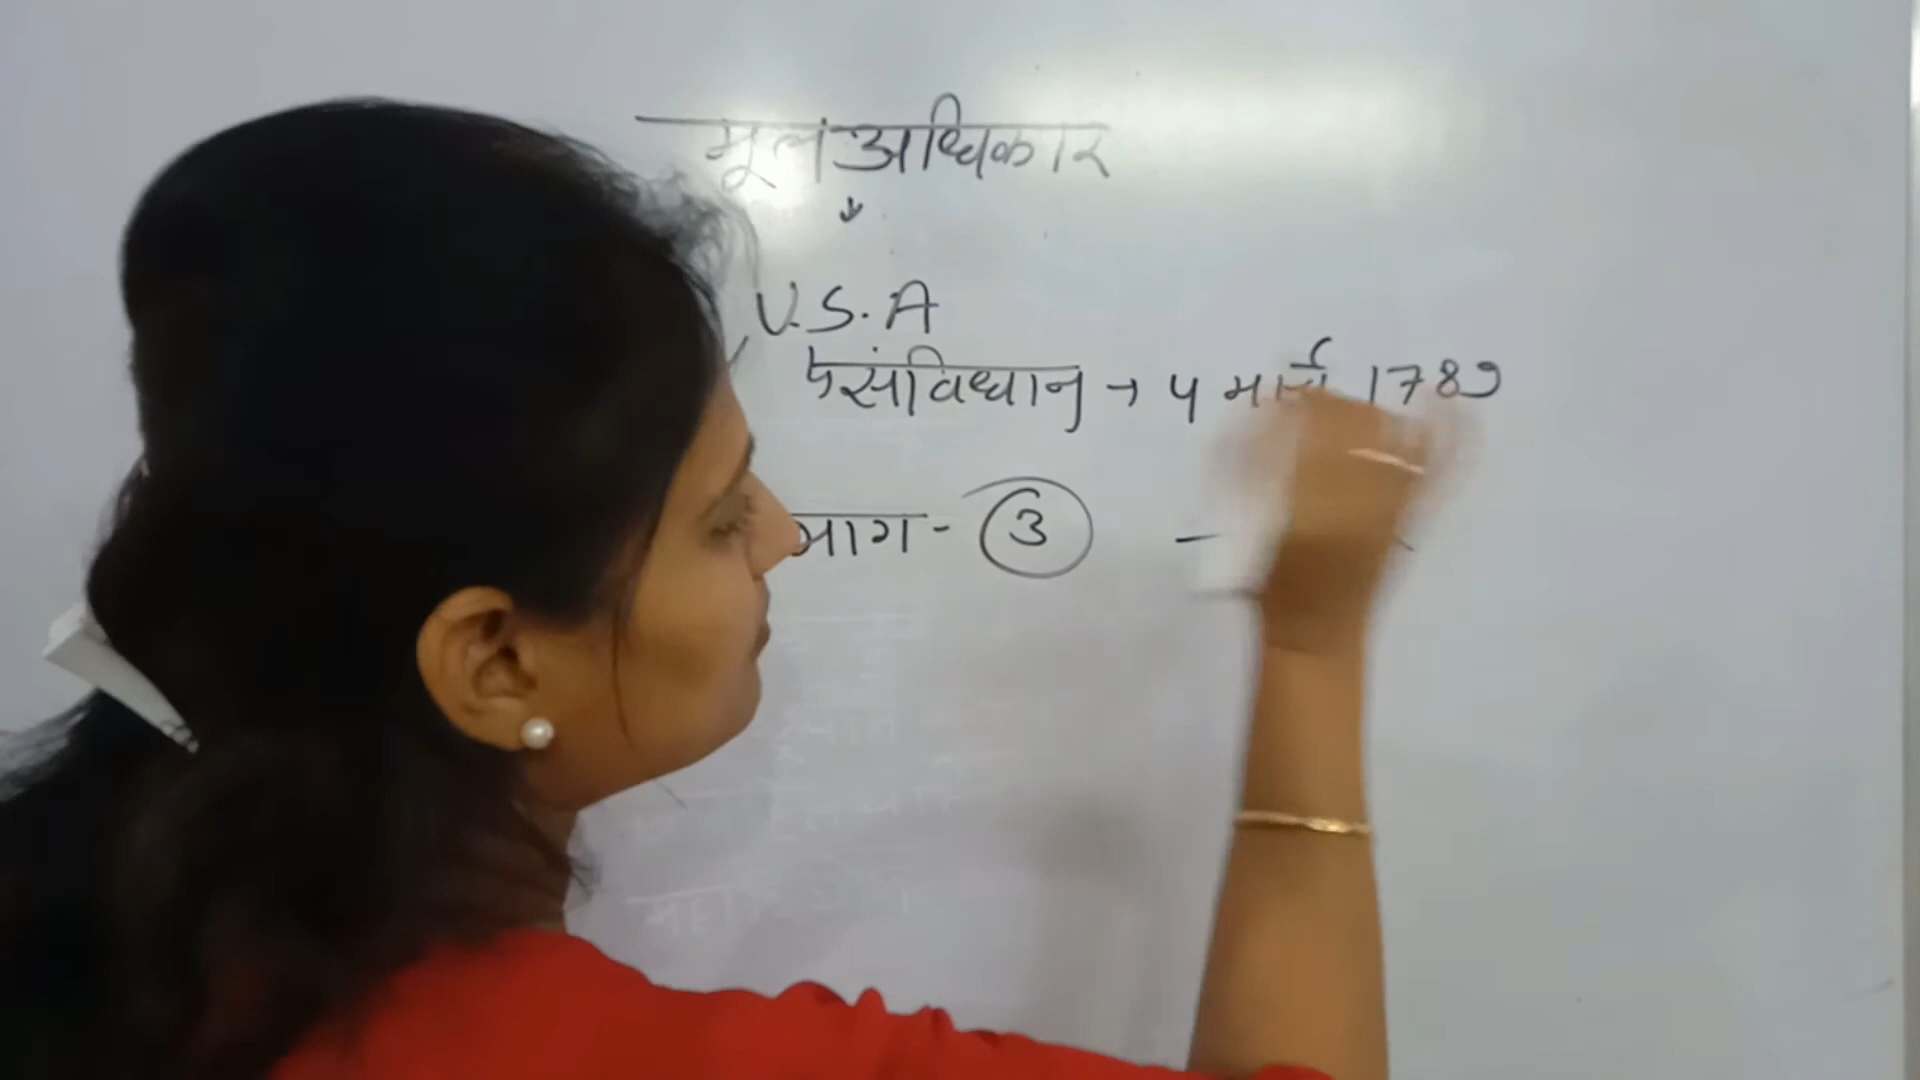 मूल अधिकार
↓
U.S.A
संविधान → 4 मार्च 1789
भाग - 3 -